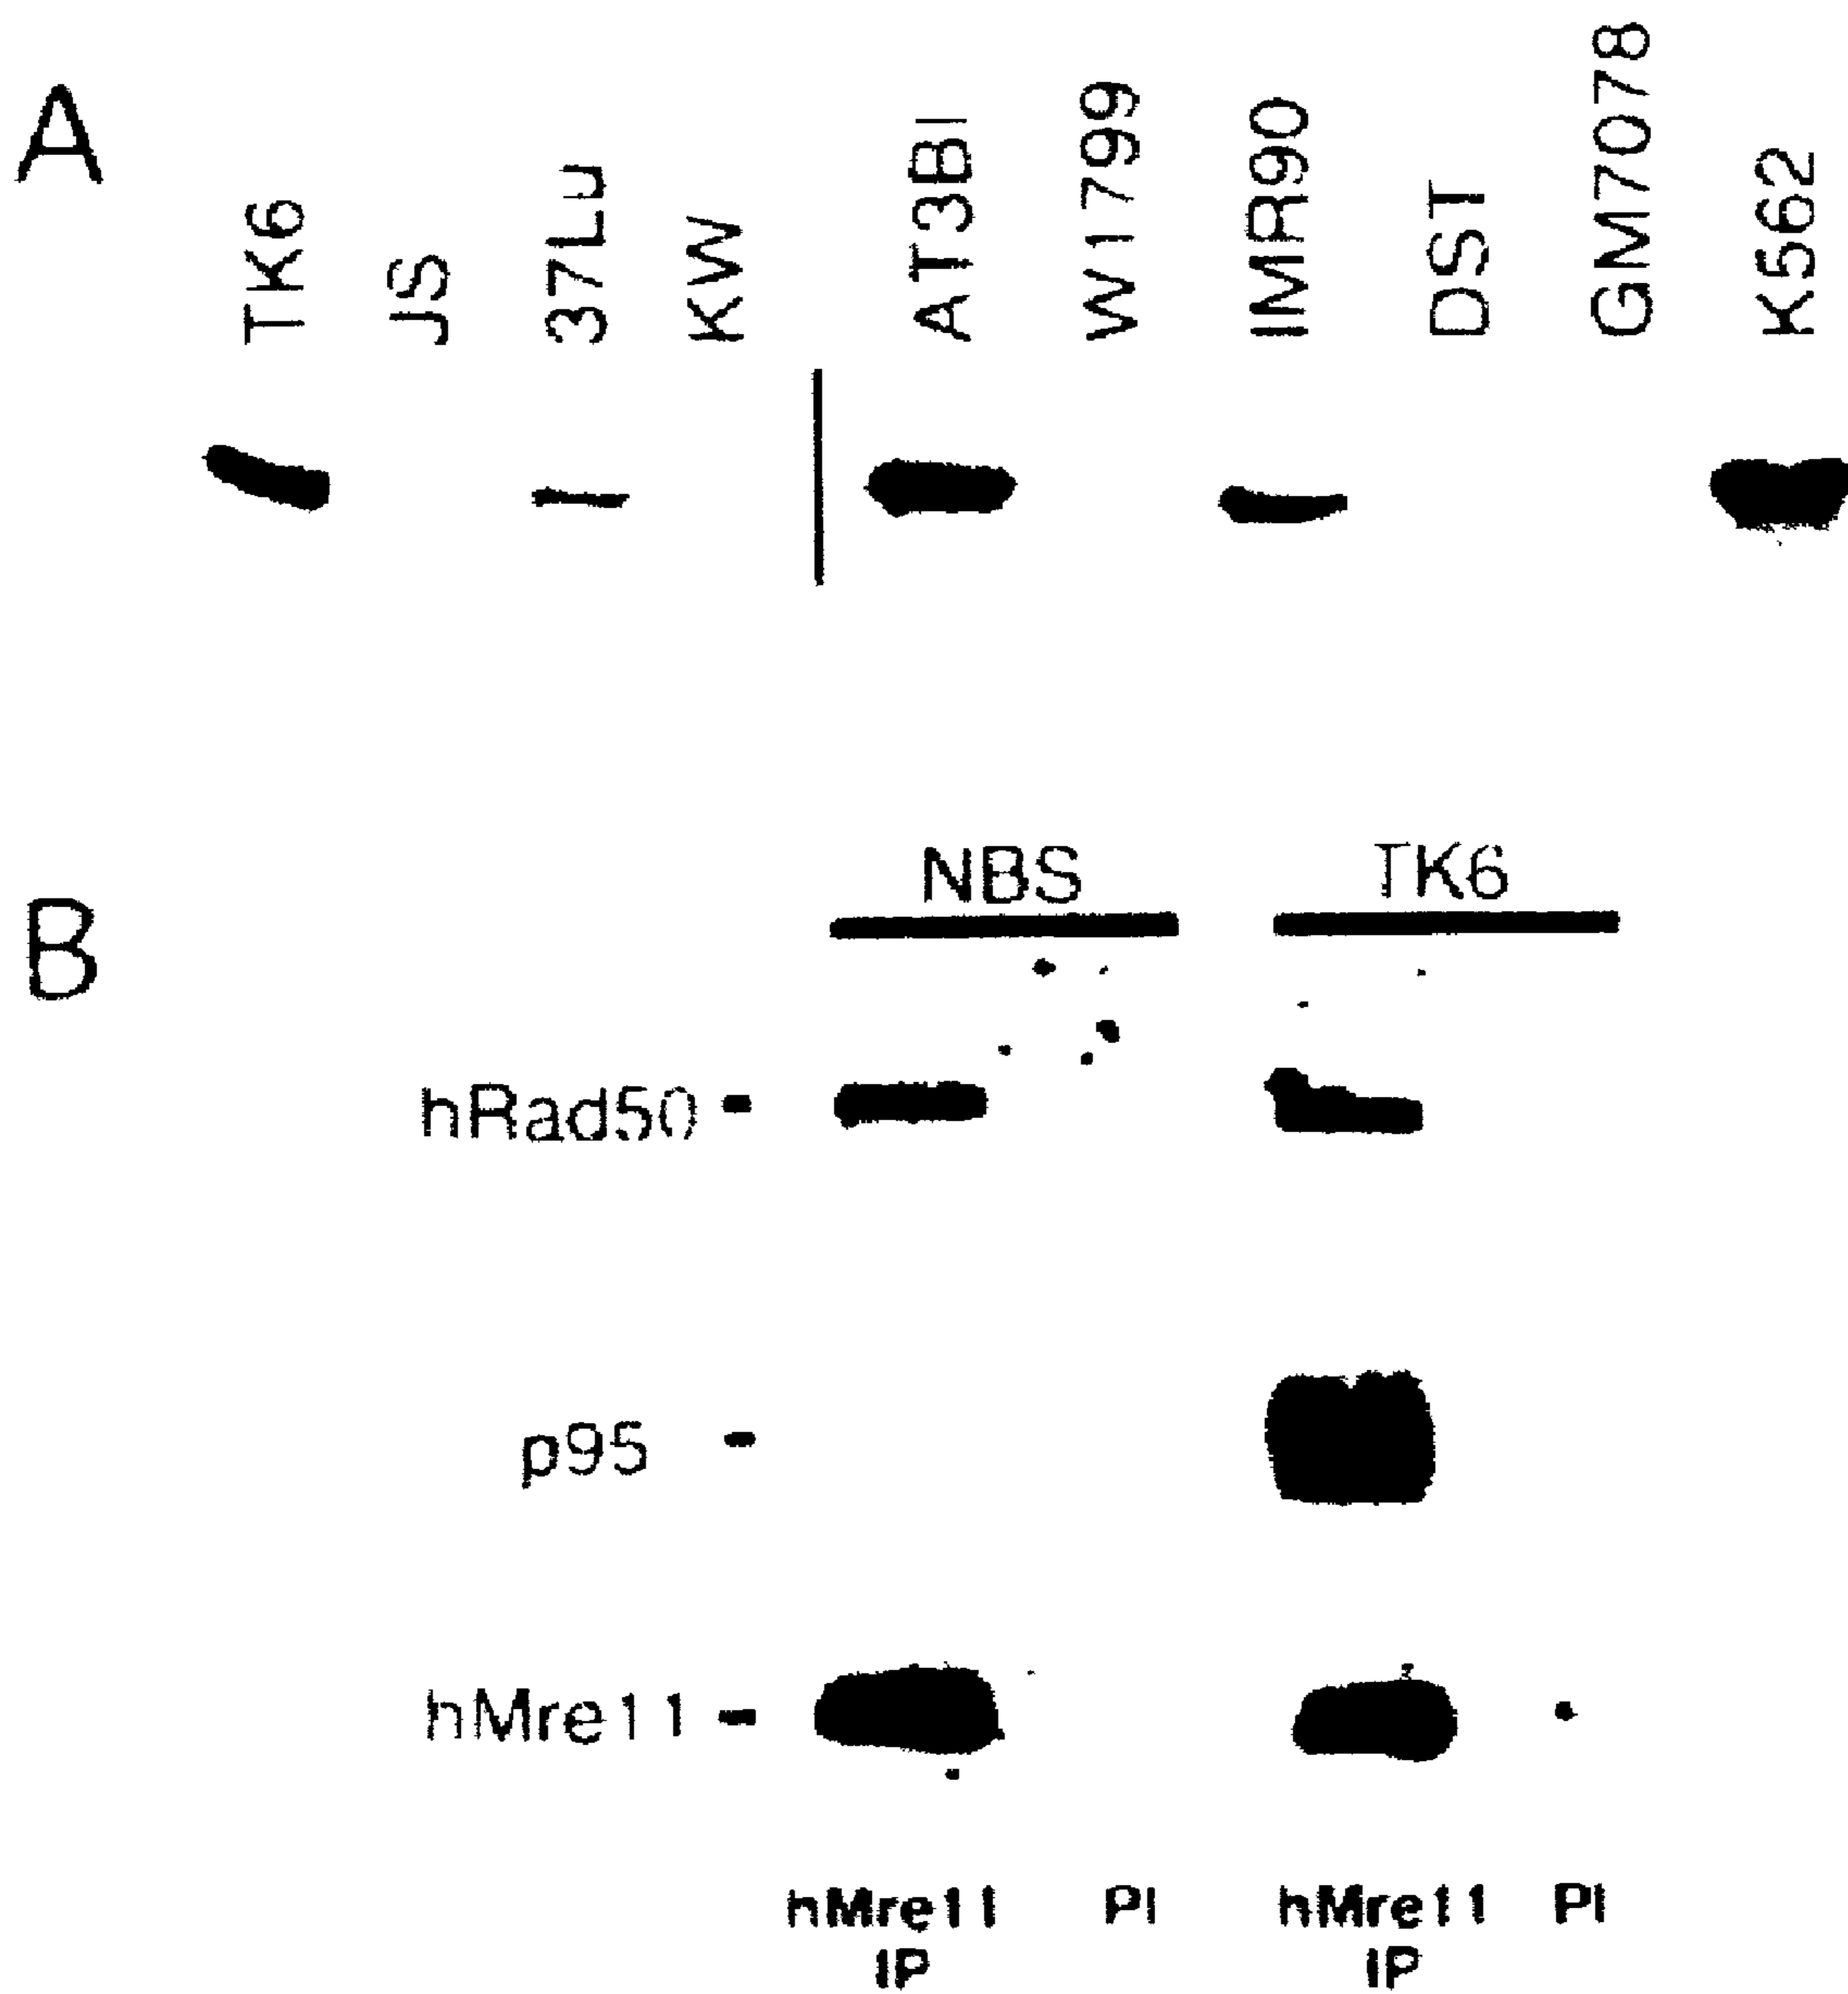 A
TK6
JS
37Lu
KW
AT3BI
W1799
IMR90
DST
GM7078
K562
B
NBS
TK6
hRad50
p95
hMre11
hMre11 IP
PI
hMre11 IP
PI